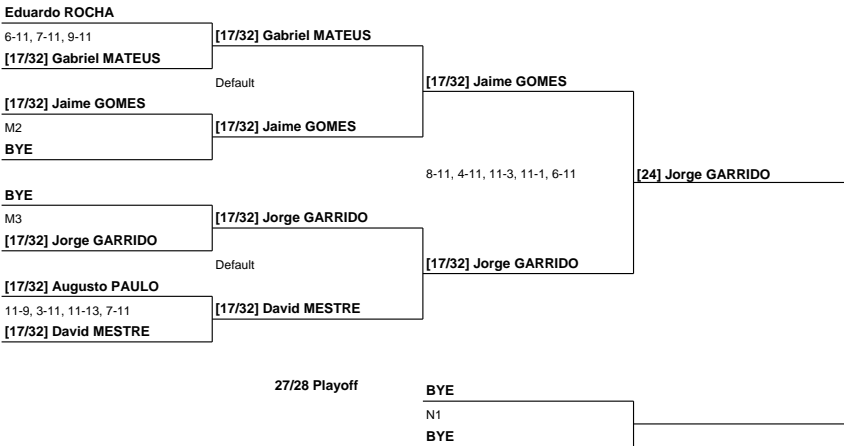 Eduardo ROCHA
6-11, 7-11, 9-11
[17/32] Gabriel MATEUS
[17/32] Gabriel MATEUS
Default
[17/32] Jaime GOMES
[17/32] Jaime GOMES
M2
[17/32] Jaime GOMES
BYE
8-11, 4-11, 11-3, 11-1, 6-11
[24] Jorge GARRIDO
BYE
M3
[17/32] Jorge GARRIDO
[17/32] Jorge GARRIDO
Default
[17/32] Jorge GARRIDO
[17/32] Augusto PAULO
11-9, 3-11, 11-13, 7-11
[17/32] David MESTRE
[17/32] David MESTRE
27/28 Playoff
BYE
N1
BYE